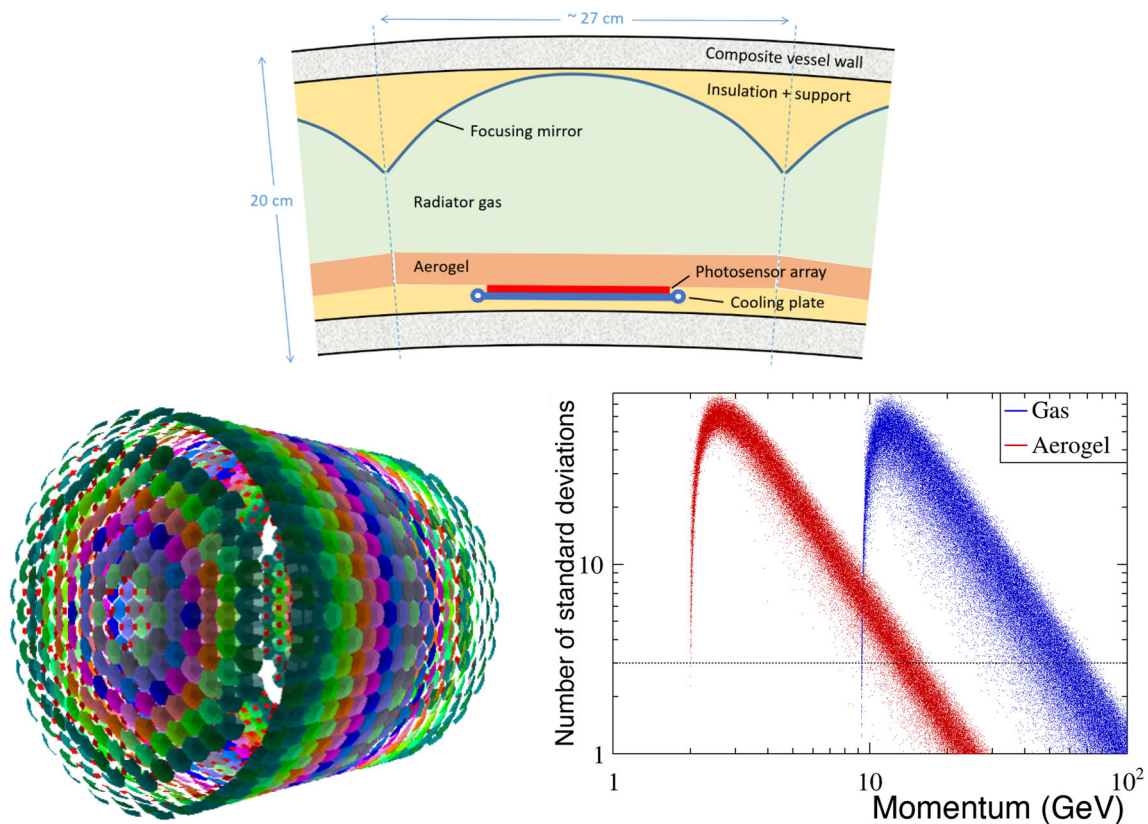 ~ 27 cm
Composite vessel wall
Insulation + support
Focusing mirror
20 cm
Radiator gas
Aerogel
Photosensor array
Cooling plate
Number of standard deviations
10
1
Gas
Aerogel
1
10
10²
Momentum (GeV)